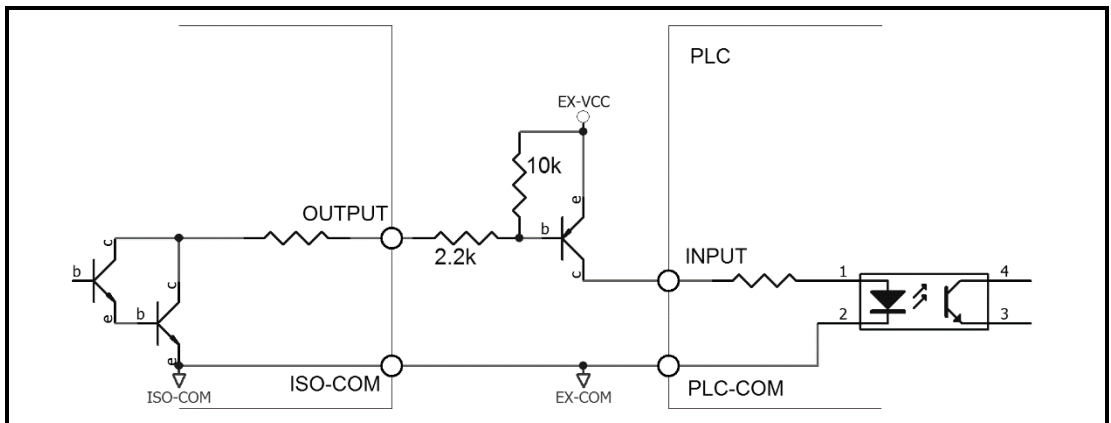 PLC
EX-VCC
10k
e
OUTPUT
b
c
2.2k
c
INPUT
b
c
e
b
1
4
2
3
e
ISO-COM
ISO-COM
EX-COM
PLC-COM